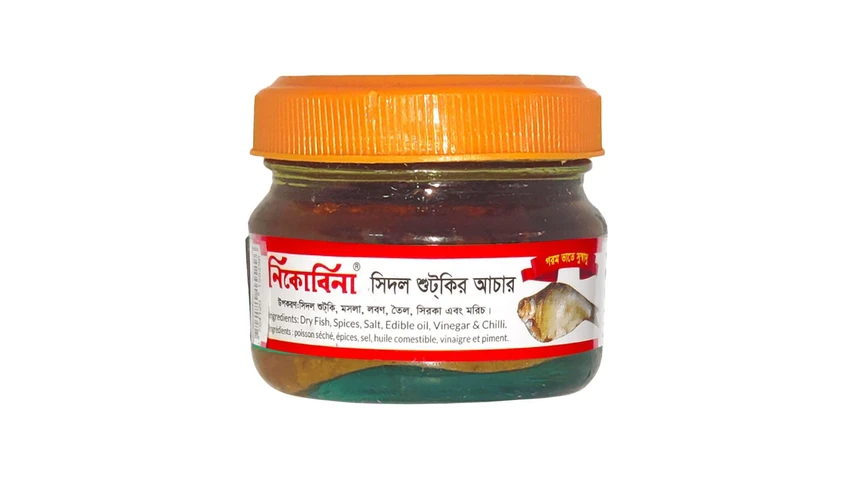 নিকোবিনা® সিদল শুট্কির আচার
গরম ভাতে সুস্বাদু
উপকরণ:সিদল শুট্কি, মসলা, লবণ, তৈল, সিরকা এবং মরিচ।
Ingredients: Dry Fish, Spices, Salt, Edible oil, Vinegar & Chilli.
Ingrédients : poisson séché, épices, sel, huile comestible, vinaigre et piment.